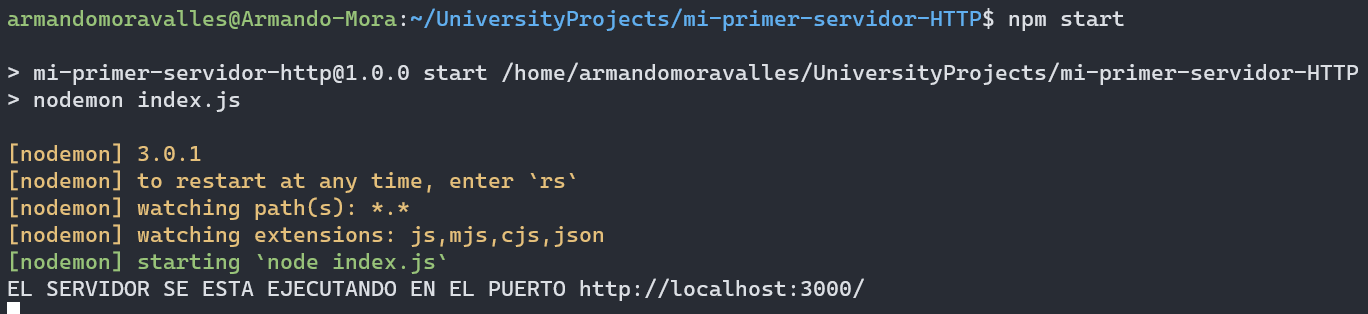 armandomoravalles@Armando-Mora:~/UniversityProjects/mi-primer-servidor-HTTP$ npm start
> mi-primer-servidor-http@1.0.0 start /home/armandomoravalles/UniversityProjects/mi-primer-servidor-HTTP
> nodemon index.js
[nodemon] 3.0.1
[nodemon] to restart at any time, enter `rs`
[nodemon] watching path(s): *.*
[nodemon] watching extensions: js,mjs,cjs,json
[nodemon] starting `node index.js`
EL SERVIDOR SE ESTA EJECUTANDO EN EL PUERTO http://localhost:3000/